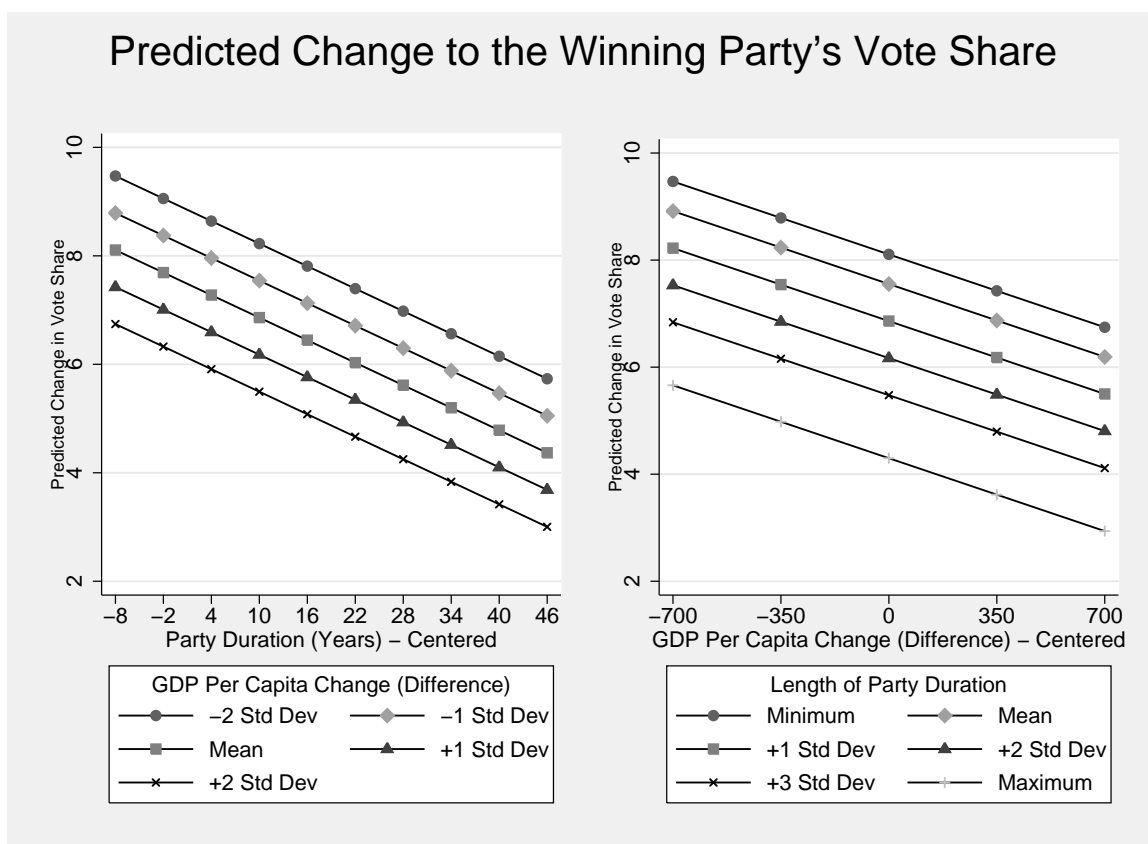 Predicted Change to the Winning Party's Vote Share
10
8
6
4
2
Predicted Change in Vote Share
−8 −2 4 10 16 22 28 34 40 46
Party Duration (Years) − Centered
GDP Per Capita Change (Difference)
−2 Std Dev −1 Std Dev
Mean +1 Std Dev
+2 Std Dev
10
8
6
4
2
Predicted Change in Vote Share
−700 −350 0 350 700
GDP Per Capita Change (Difference) − Centered
Length of Party Duration
Minimum Mean
+1 Std Dev +2 Std Dev
+3 Std Dev Maximum